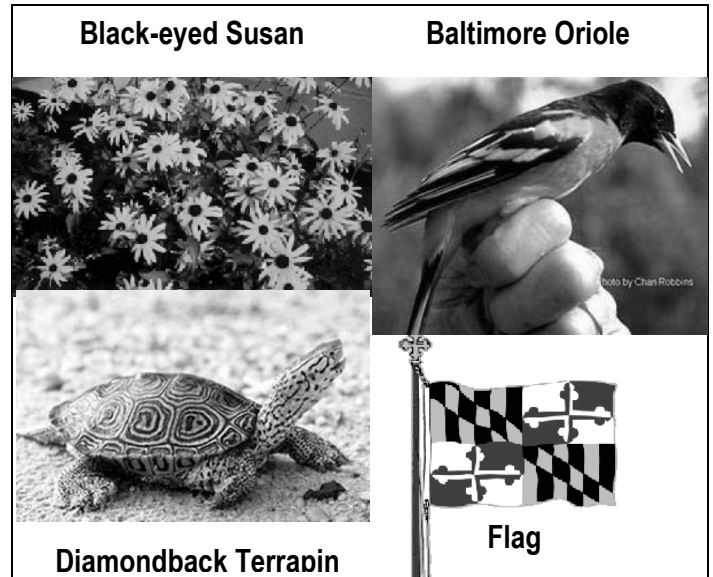 Black-eyed Susan
Baltimore Oriole
Photo by Chan Robbins
Flag
Diamondback Terrapin